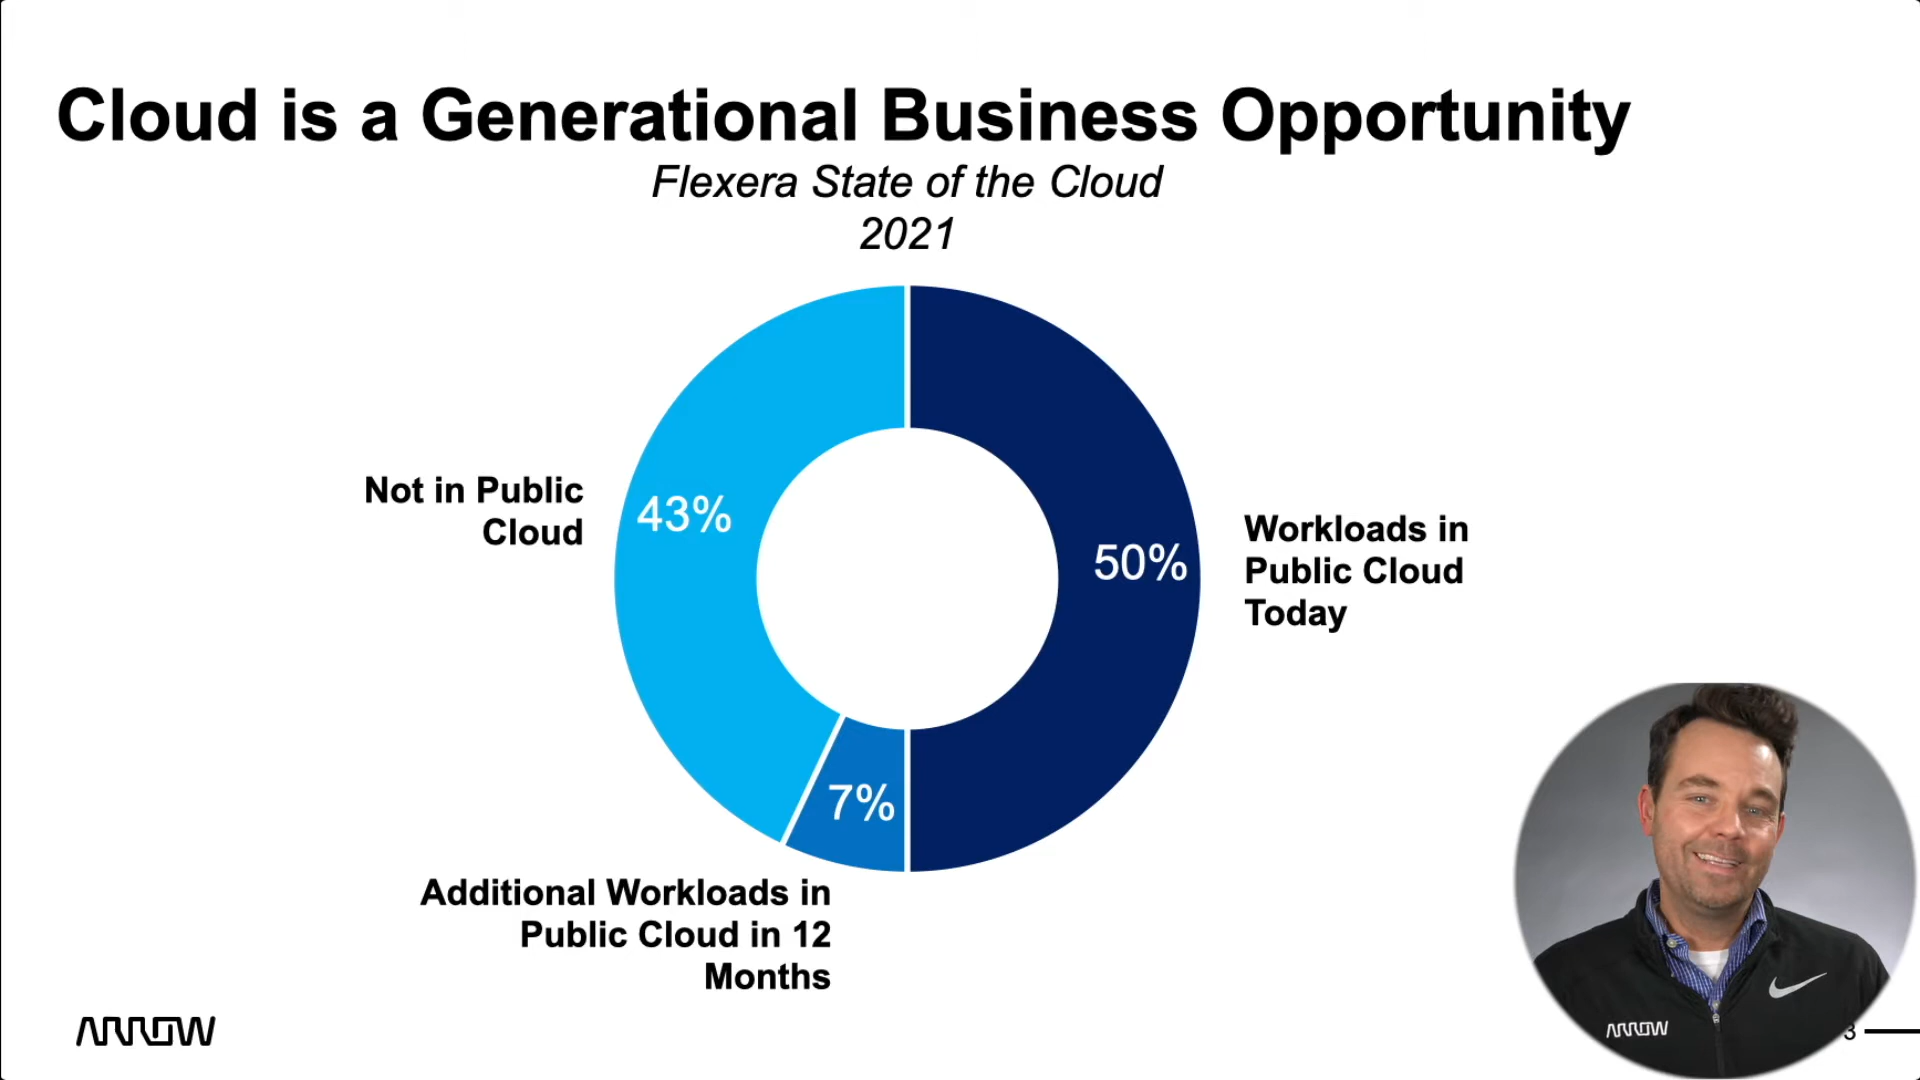 Cloud is a Generational Business Opportunity
Flexera State of the Cloud
2021
Not in Public
Cloud
43%
50%
Workloads in
Public Cloud
Today
7%
Additional Workloads in
Public Cloud in 12
Months
ARROW
ARROW
3